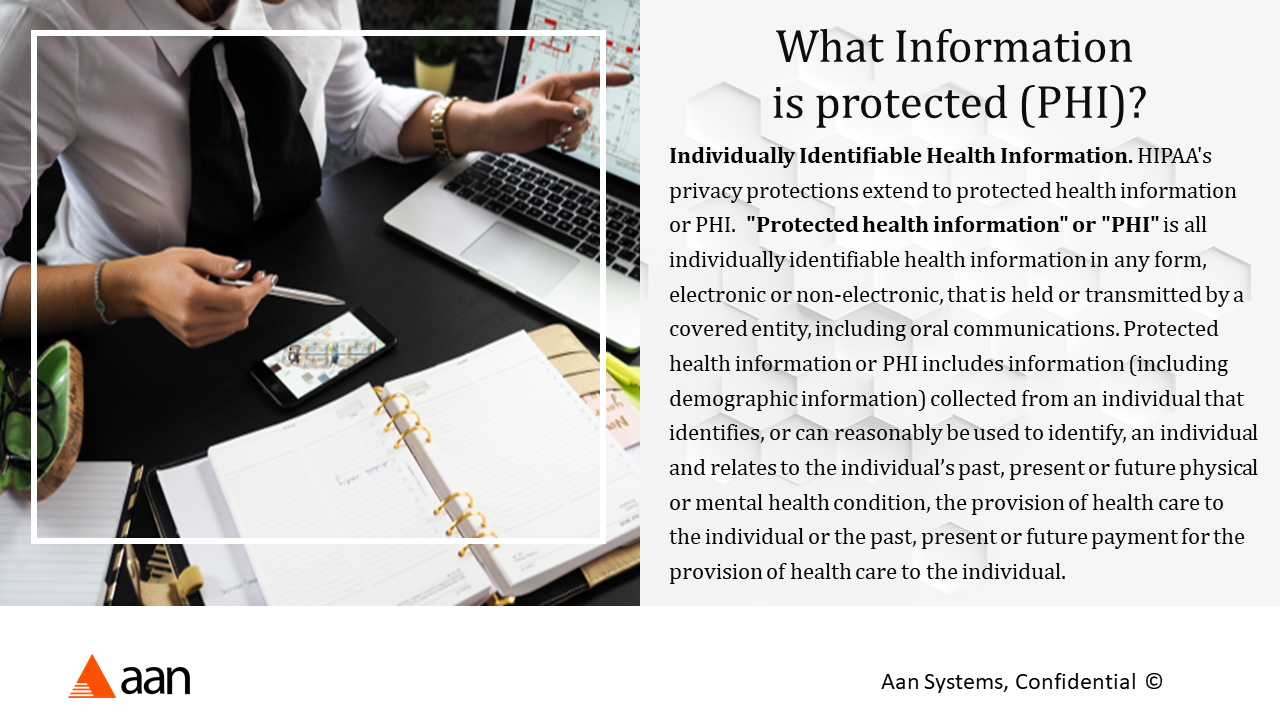 What Information
is protected (PHI)?
Individually Identifiable Health Information. HIPAA's
privacy protections extend to protected health information
or PHI.  "Protected health information" or "PHI" is all
individually identifiable health information in any form,
electronic or non-electronic, that is held or transmitted by a
covered entity, including oral communications. Protected
health information or PHI includes information (including
demographic information) collected from an individual that
identifies, or can reasonably be used to identify, an individual
and relates to the individual’s past, present or future physical
or mental health condition, the provision of health care to
the individual or the past, present or future payment for the
provision of health care to the individual.
aan
Aan Systems, Confidential ©